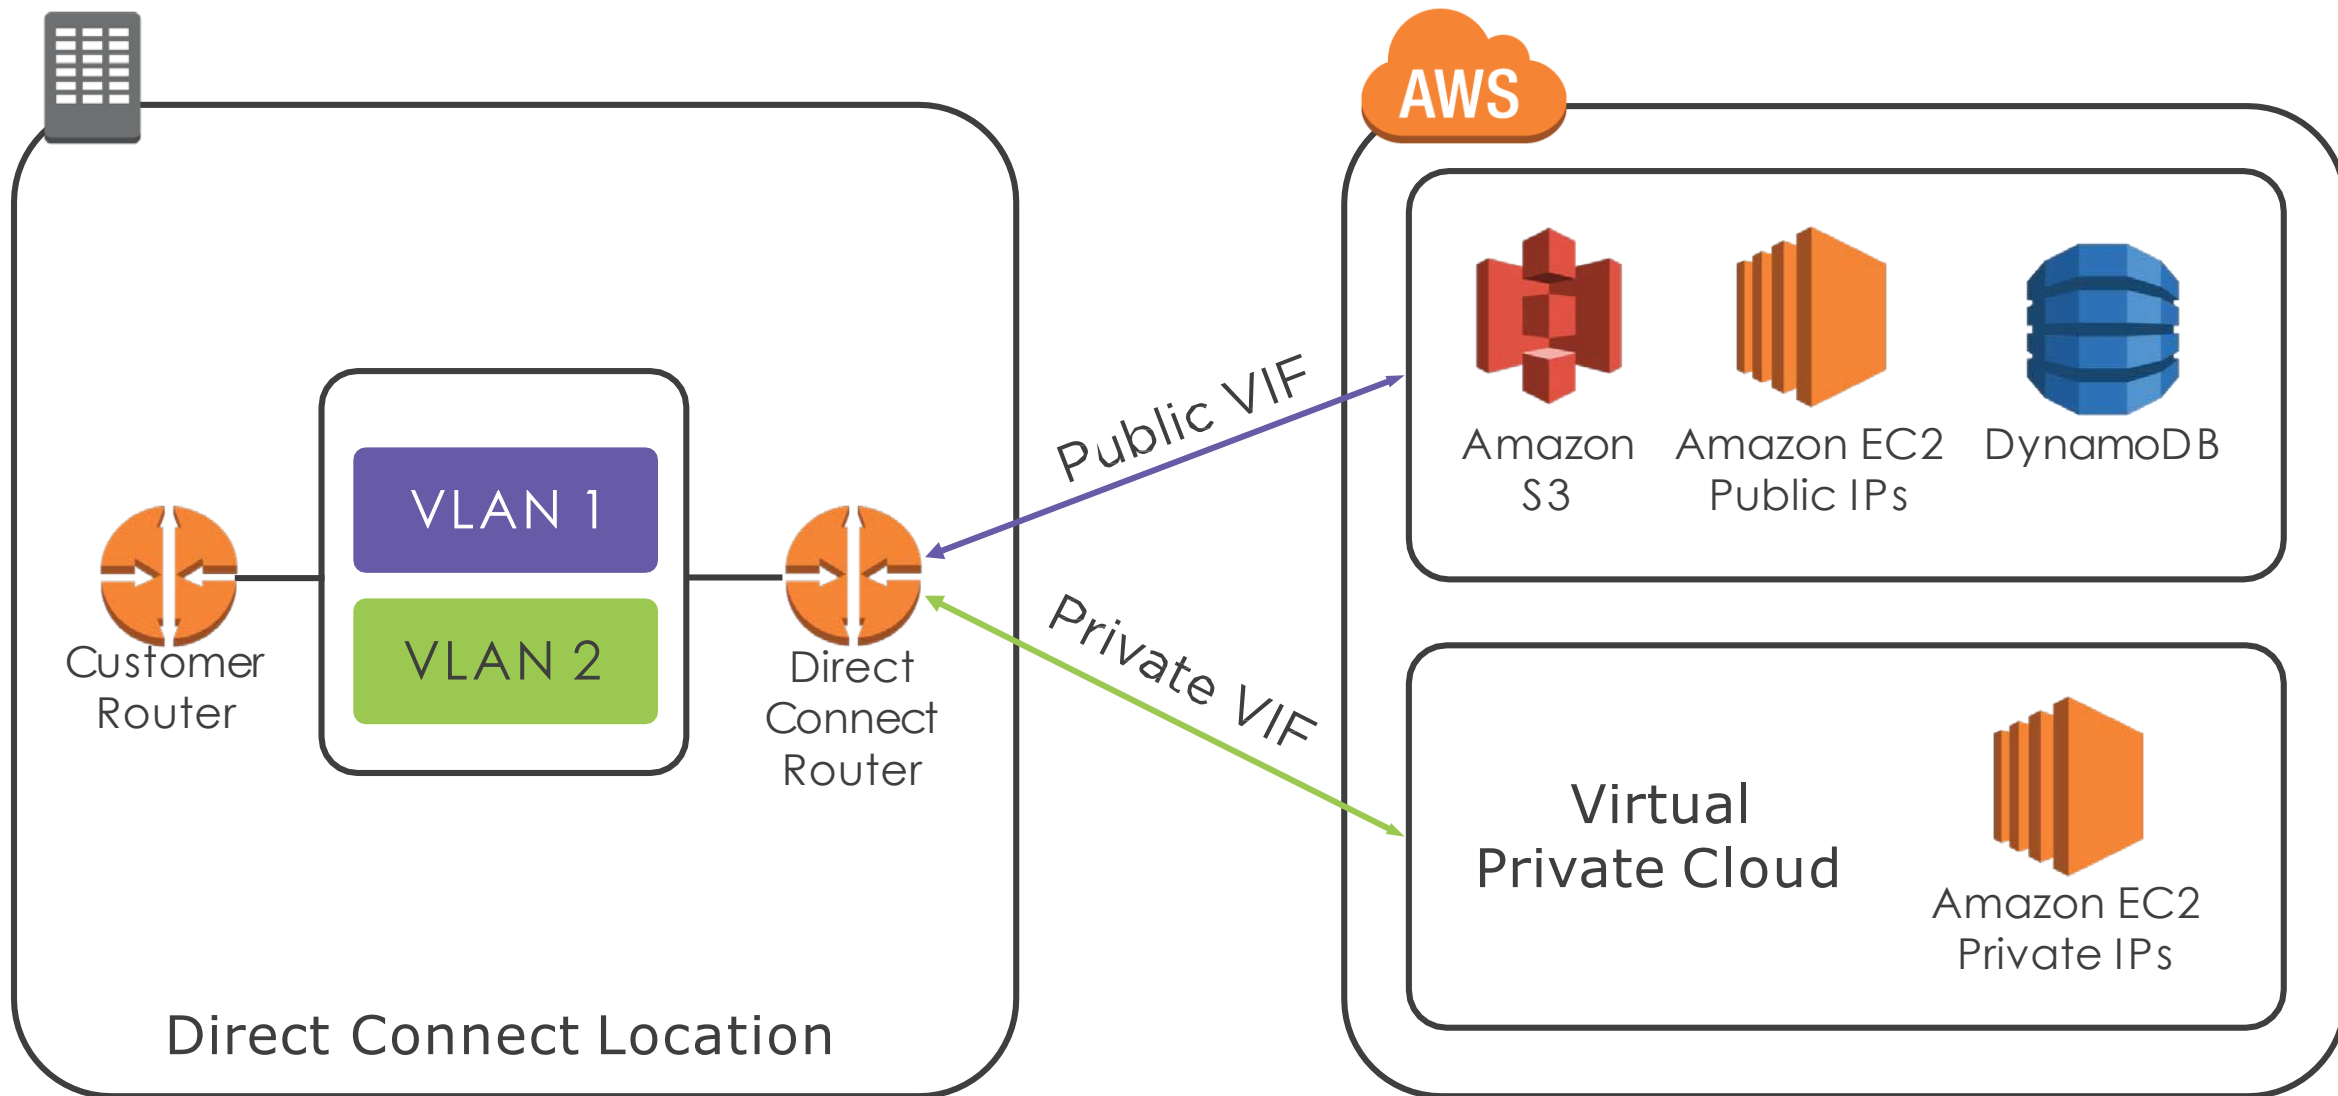 AWS
Public VIF
Amazon
S3
Amazon EC2
Public IPs
DynamoDB
VLAN 1
VLAN 2
Customer
Router
Direct
Connect
Router
Private VIF
Virtual
Private Cloud
Amazon EC2
Private IPs
Direct Connect Location